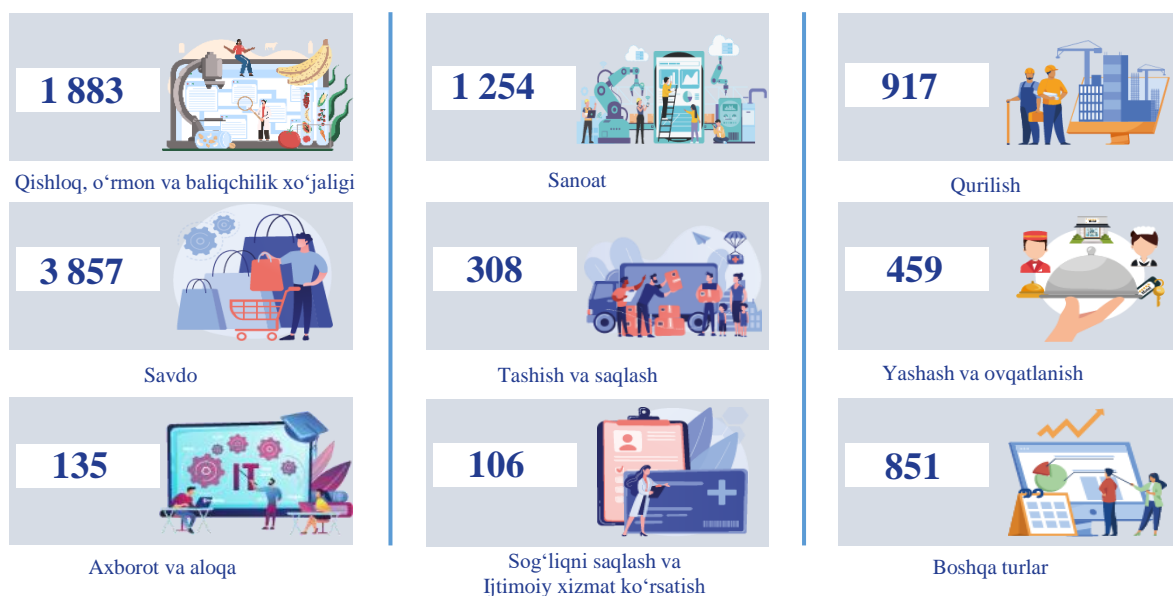 1 883
Qishloq, o‘rmon va baliqchilik xo‘jaligi
1 254
Sanoat
917
Qurilish
3 857
Savdo
308
Tashish va saqlash
459
Yashash va ovqatlanish
135
IT
Axborot va aloqa
106
Sog‘liqni saqlash va
Ijtimoiy xizmat ko‘rsatish
851
Boshqa turlar